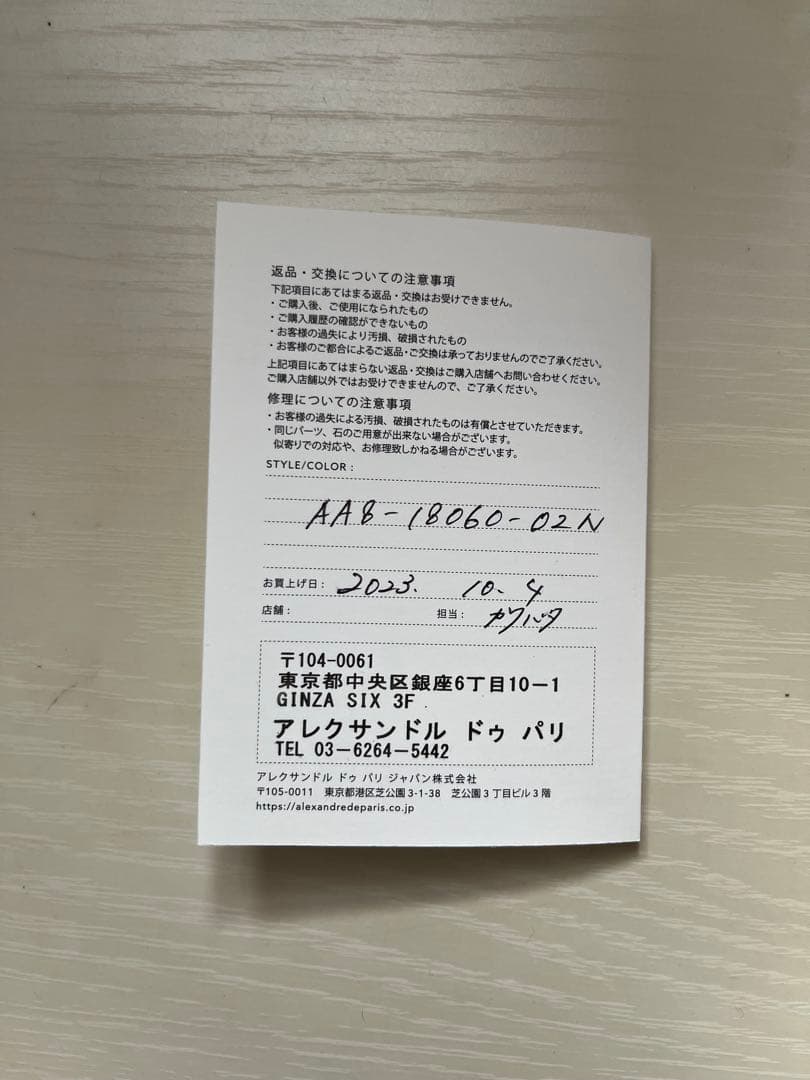 返品・交換についての注意事項
下記項目にあてはまる返品・交換はお受けできません。
・ご購入後、ご使用になられたもの
・ご購入履歴の確認ができないもの
・お客様の過失により汚損、破損されたもの
・お客様のご都合によるご返品・ご交換は承っておりませんのでご了承ください。
上記項目にあてはまらない返品・交換はご購入店舗へお問い合わせください。
ご購入店舗以外ではお受けできませんので、ご了承ください。
修理についての注意事項
・お客様の過失による汚損、破損されたものは有償とさせていただきます。
・同じパーツ、石のご用意が出来ない場合がございます。
似寄りでの対応や、お修理致しかねる場合がございます。
STYLE/COLOR :
AA8-18060-02N
お買上げ日： 2023. 10. 4
店舗： 担当： カワバタ
〒104-0061
東京都中央区銀座6丁目10－1
GINZA SIX 3F
アレクサンドル ドゥ パリ
TEL 03－6264－5442
アレクサンドル ドゥ パリ ジャパン株式会社
〒105-0011 東京都港区芝公園 3-1-38 芝公園 3 丁目ビル 3 階
https://alexandredeparis.co.jp